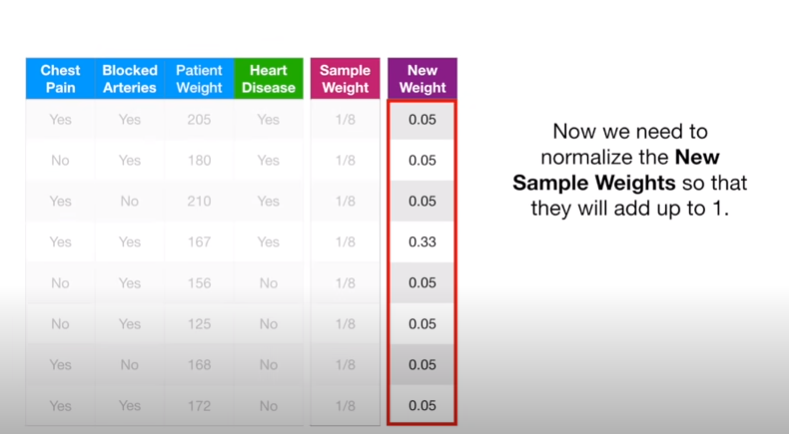 Chest Pain Blocked Arteries Patient Weight Heart Disease Sample Weight New Weight
Yes Yes 205 Yes 1/8 0.05
No Yes 180 Yes 1/8 0.05
Yes No 210 Yes 1/8 0.05
Yes Yes 167 Yes 1/8 0.33
No Yes 156 No 1/8 0.05
No Yes 125 No 1/8 0.05
Yes No 168 No 1/8 0.05
Yes Yes 172 No 1/8 0.05
Now we need to
normalize the New
Sample Weights so that
they will add up to 1.